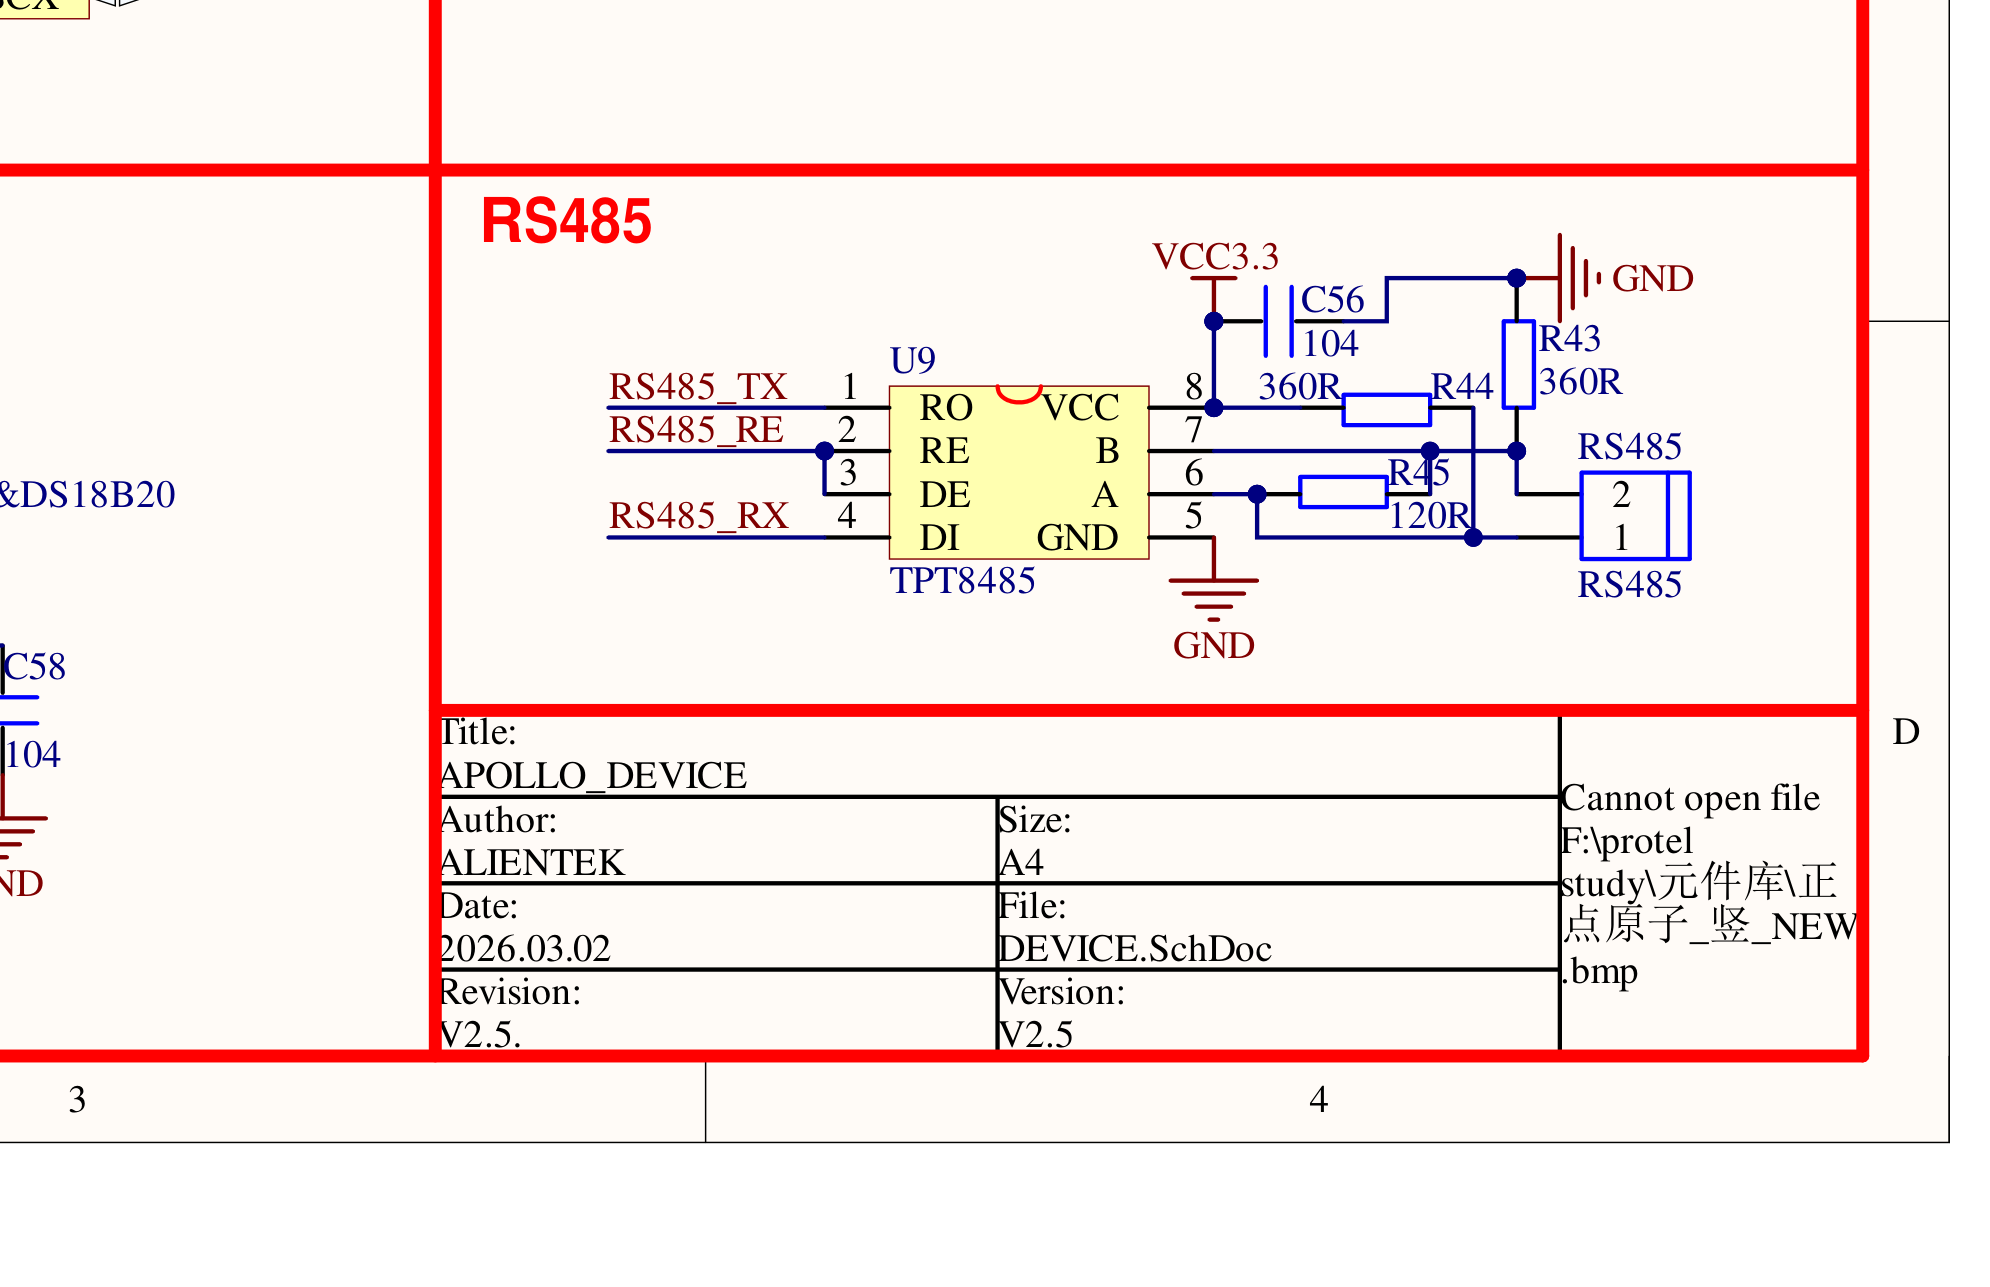 RS485
VCC3.3
GND
C56
104
R43
360R
U9
360R
R44
RS485_TX
1
RO
VCC
8
RS485_RE
2
RE
B
7
3
DE
A
6
R45
120R
RS485_RX
4
DI
GND
5
TPT8485
GND
RS485
2
1
RS485
&DS18B20
C58
104
ND
Title:
APOLLO_DEVICE
Author:
ALIENTEK
Size:
A4
Date:
2026.03.02
File:
DEVICE.SchDoc
Revision:
V2.5.
Version:
V2.5
Cannot open file
F:\protel
study\元件库\正
点原子_竖_NEW
.bmp
D
3
4